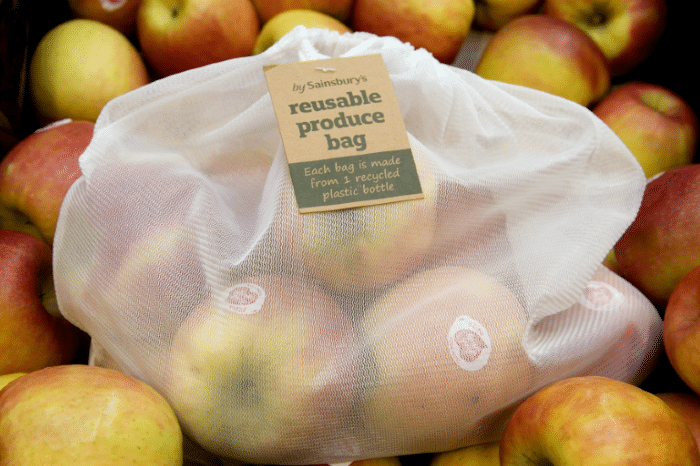 by Sainsbury's
reusable
produce
bag
Each bag is made
from 1 recycled
plastic bottle